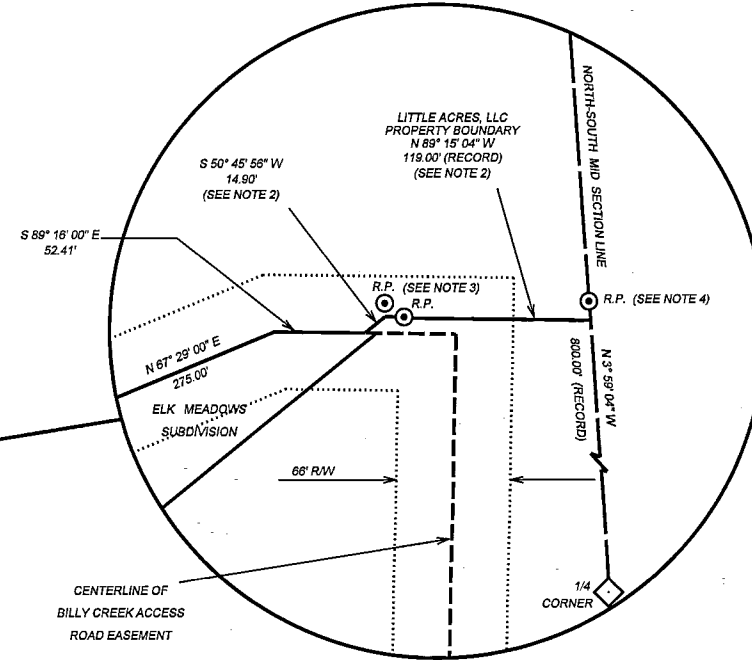 NORTH-SOUTH MID SECTION LINE
LITTLE ACRES, LLC
PROPERTY BOUNDARY
N 89° 15' 04" W
119.00' (RECORD)
(SEE NOTE 2)
S 50° 45' 56" W
14.90'
(SEE NOTE 2)
S 89° 16' 00" E
52.41'
R.P. (SEE NOTE 3)
R.P.
R.P. (SEE NOTE 4)
N 67° 29' 00" E
275.00'
N 3° 59' 04" W
800.00' (RECORD)
ELK MEADOWS
SUBDIVISION
66' R/W
CENTERLINE OF
BILLY CREEK ACCESS
ROAD EASEMENT
1/4
CORNER